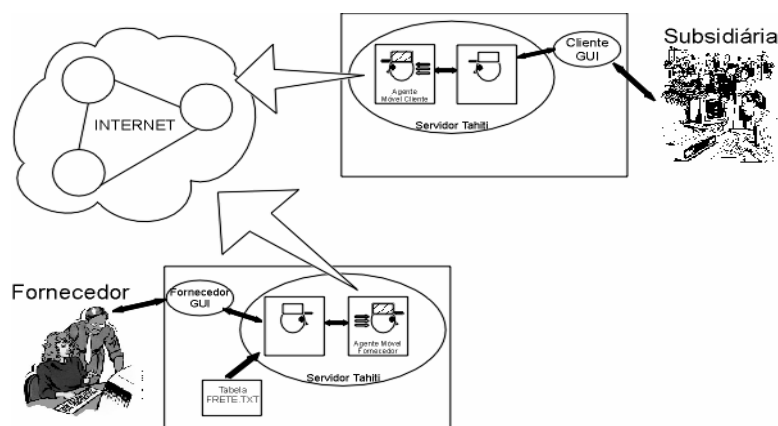 Subsidiária
Cliente
GUI
Agente
Móvel Cliente
Servidor Tahiti
INTERNET
Fornecedor
Fornecedor
GUI
Agente Móvel
Fornecedor
Tabela
FRETE.TXT
Servidor Tahiti